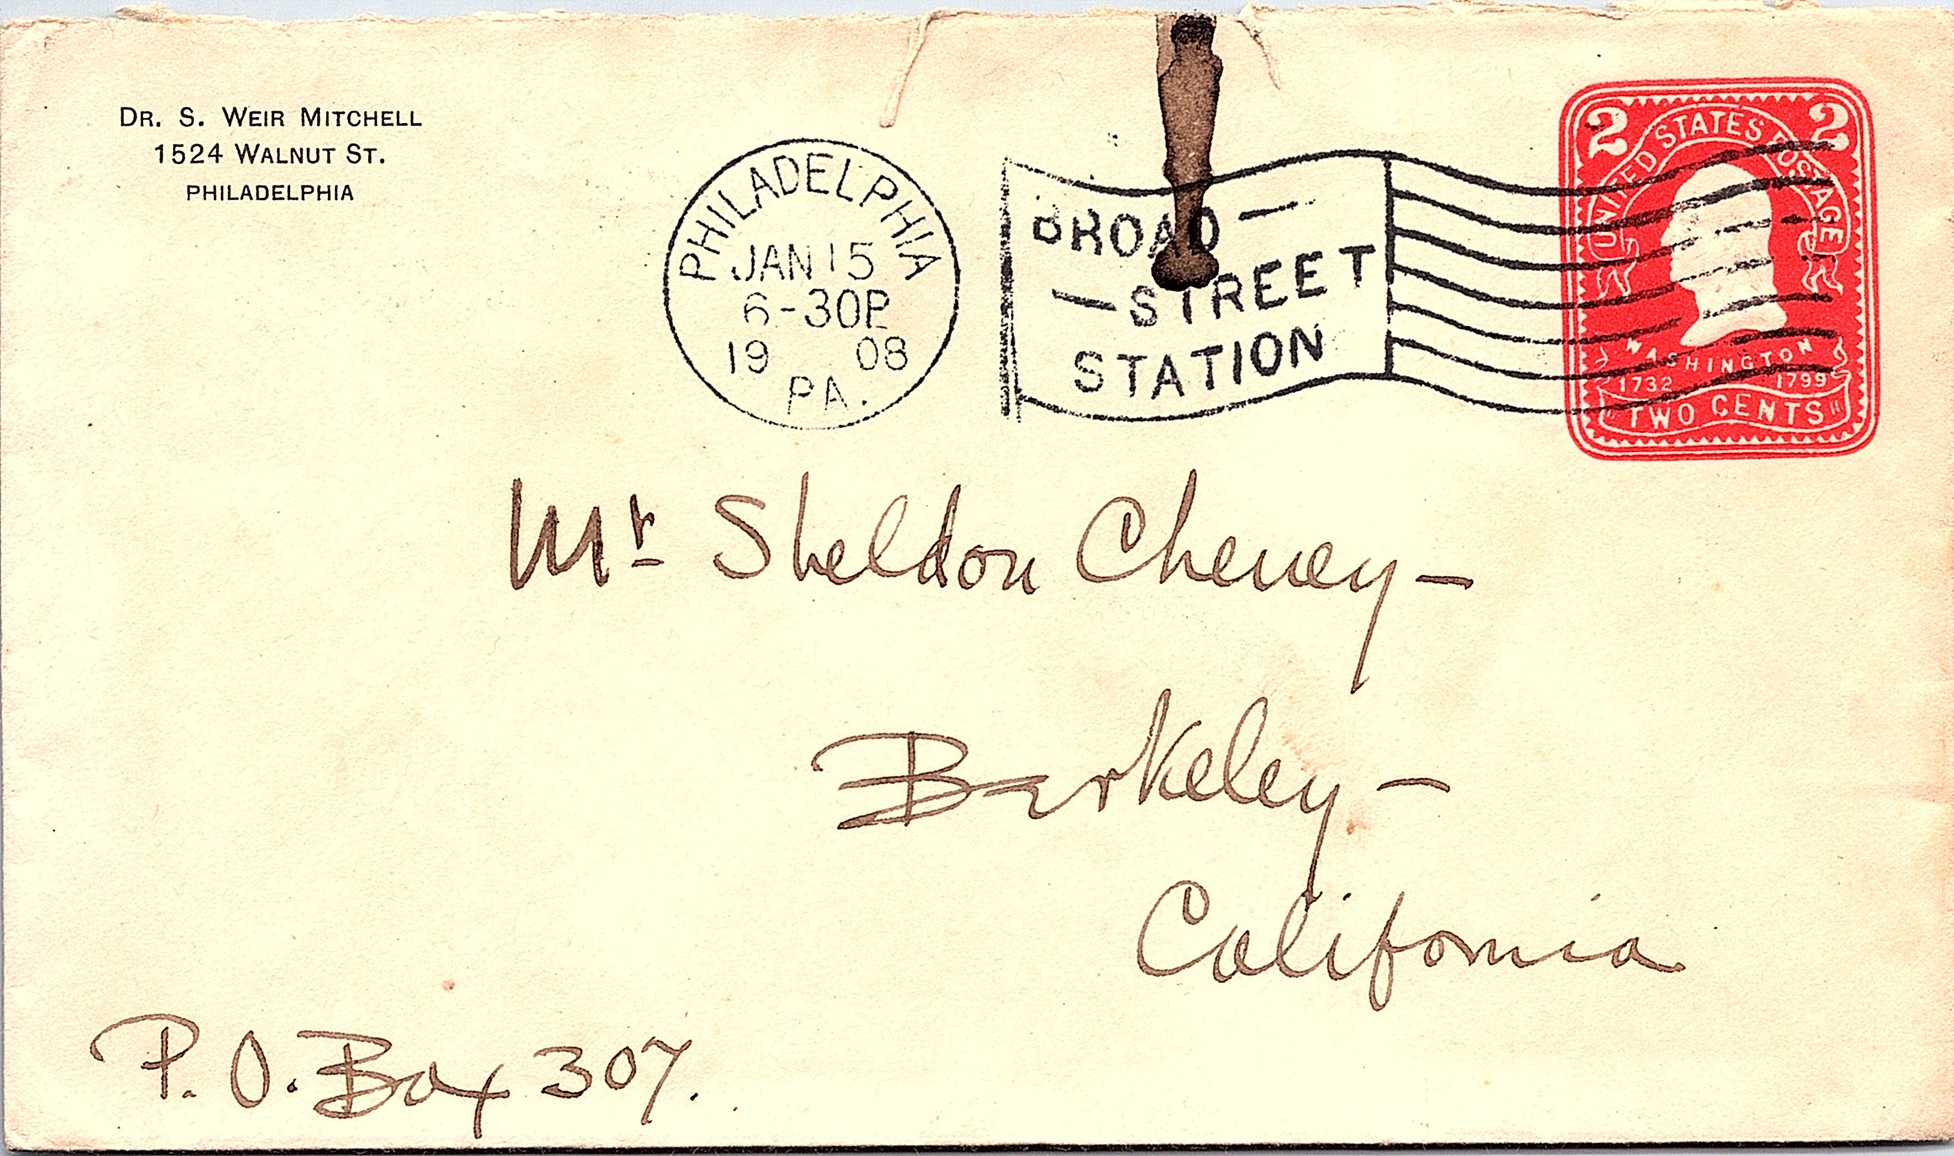 DR. S. WEIR MITCHELL
1524 WALNUT ST.
PHILADELPHIA
PHILADELPHIA
JAN 15
6-30P
19 08
PA.
BROAD —
— STREET
STATION
2 2
UNITED STATES POSTAGE
WASHINGTON
1732 1799
TWO CENTS
Mr Sheldon Cheney —
Berkeley —
California
P. O. Box 307.